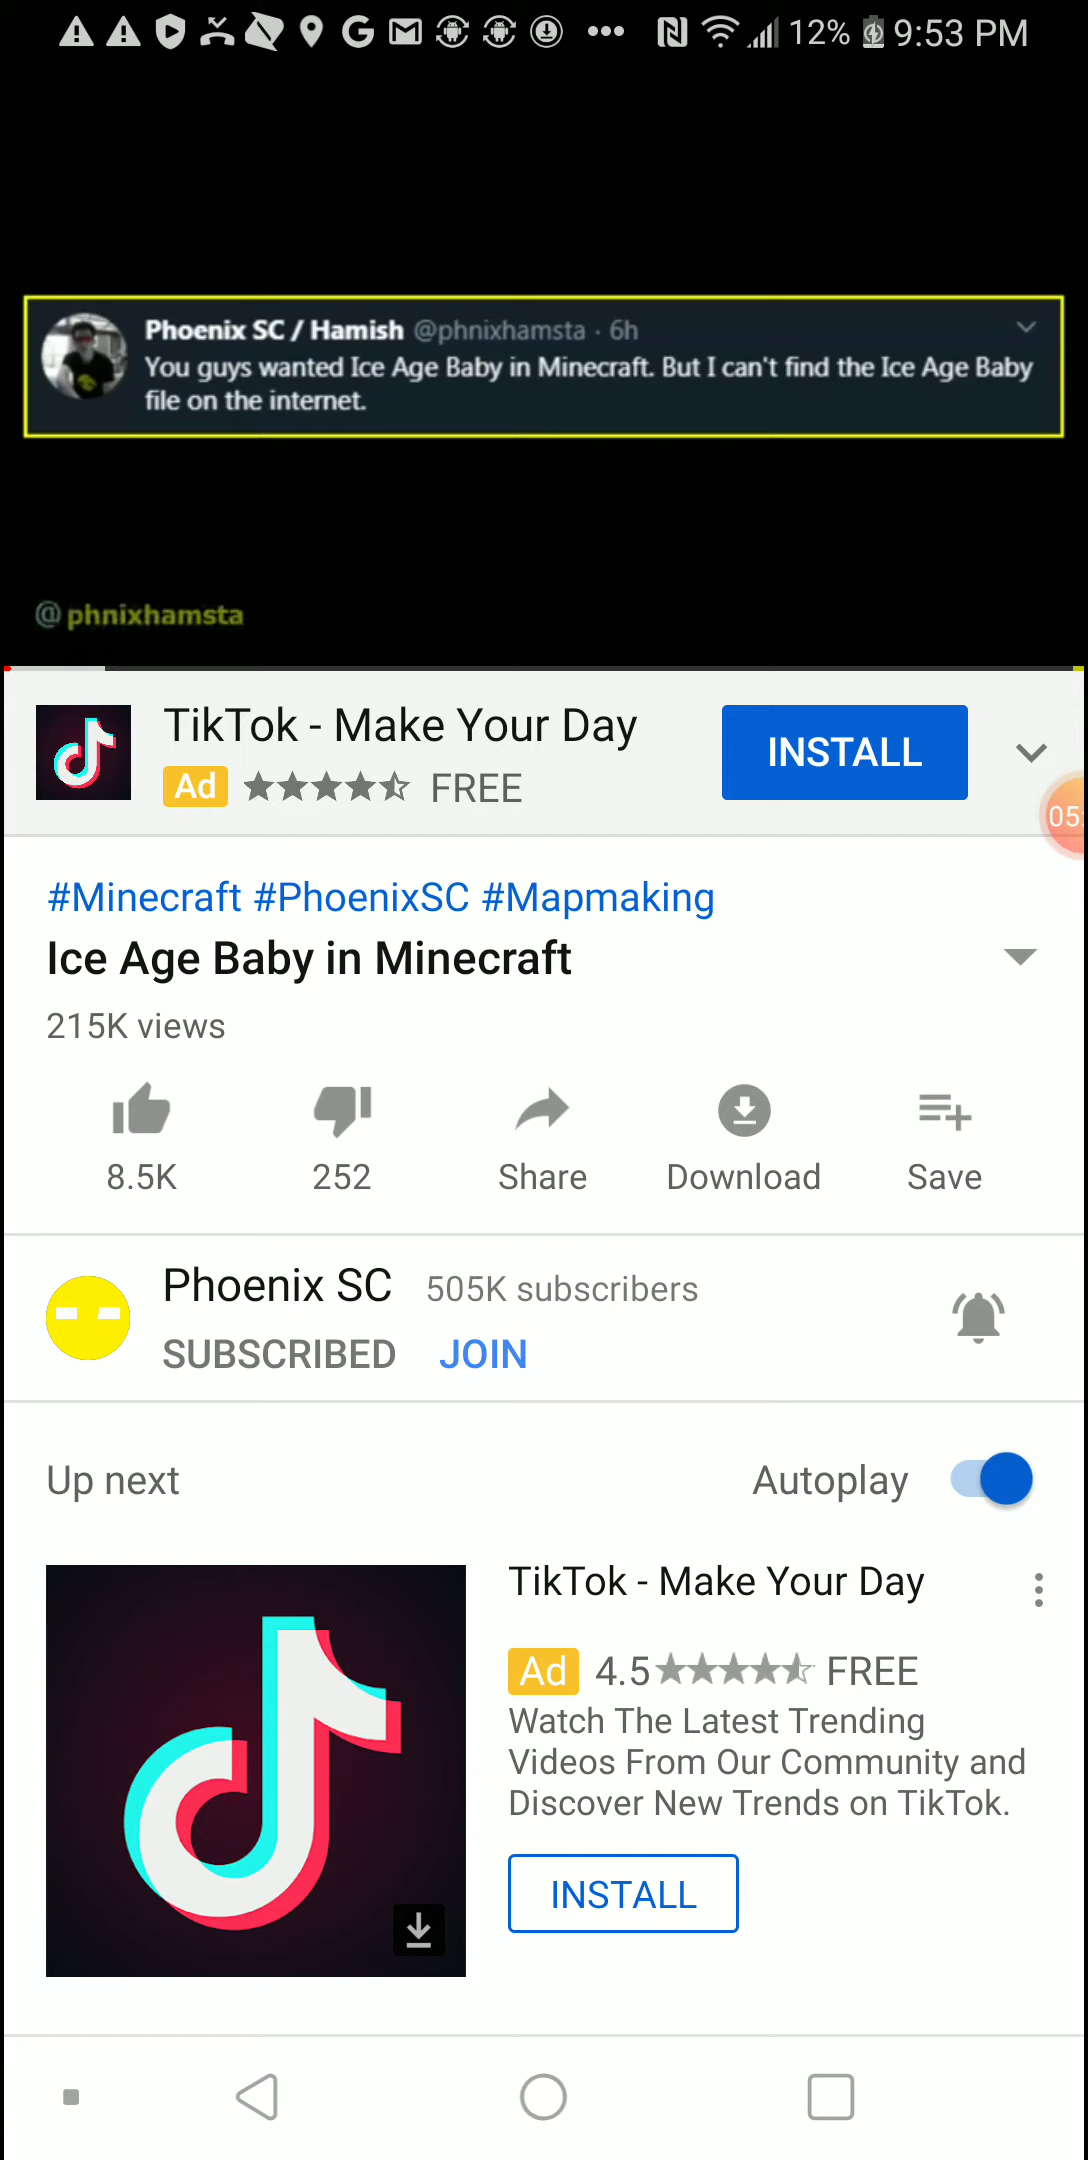 12% 9:53 PM
Phoenix SC / Hamish @phnixhamsta · 6h
You guys wanted Ice Age Baby in Minecraft. But I can't find the Ice Age Baby
file on the internet.
@phnixhamsta
TikTok - Make Your Day
Ad FREE
INSTALL
05:
#Minecraft #PhoenixSC #Mapmaking
Ice Age Baby in Minecraft
215K views
8.5K 252 Share Download Save
Phoenix SC 505K subscribers
SUBSCRIBED JOIN
Up next Autoplay
TikTok - Make Your Day
Ad 4.5 FREE
Watch The Latest Trending
Videos From Our Community and
Discover New Trends on TikTok.
INSTALL